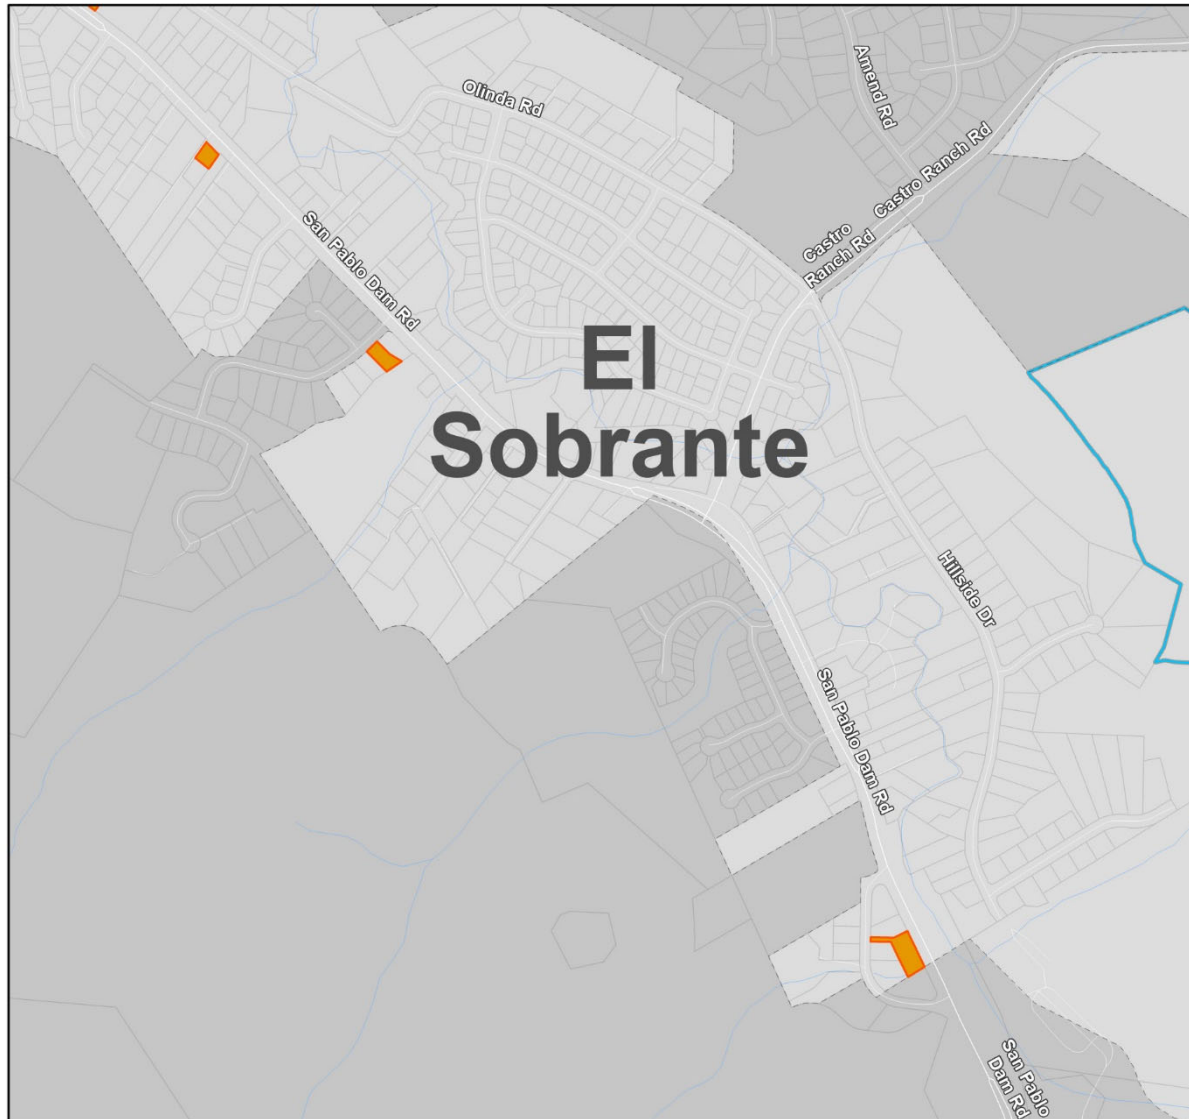 Olinda Rd
Amend Rd
Castro Ranch Rd
Castro
Ranch Rd
San Pablo Dam Rd
El
Sobrante
Hillside Dr
San Pablo Dam Rd
San Pablo
Dam Rd